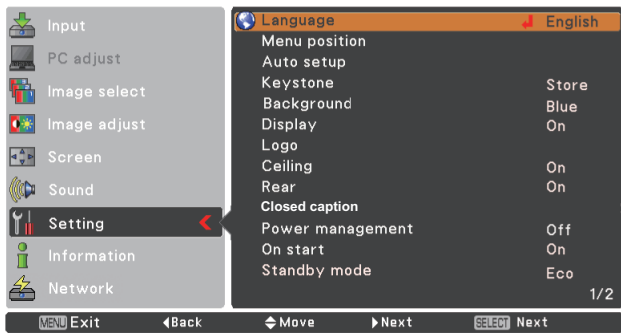 Input
PC adjust
Image select
Image adjust
Screen
Sound
Setting
Information
Network
Language English
Menu position
Auto setup
Keystone Store
Background Blue
Display On
Logo
Ceiling On
Rear On
Closed caption
Power management Off
On start On
Standby mode Eco
1/2
MENU Exit Back Move Next SELECT Next